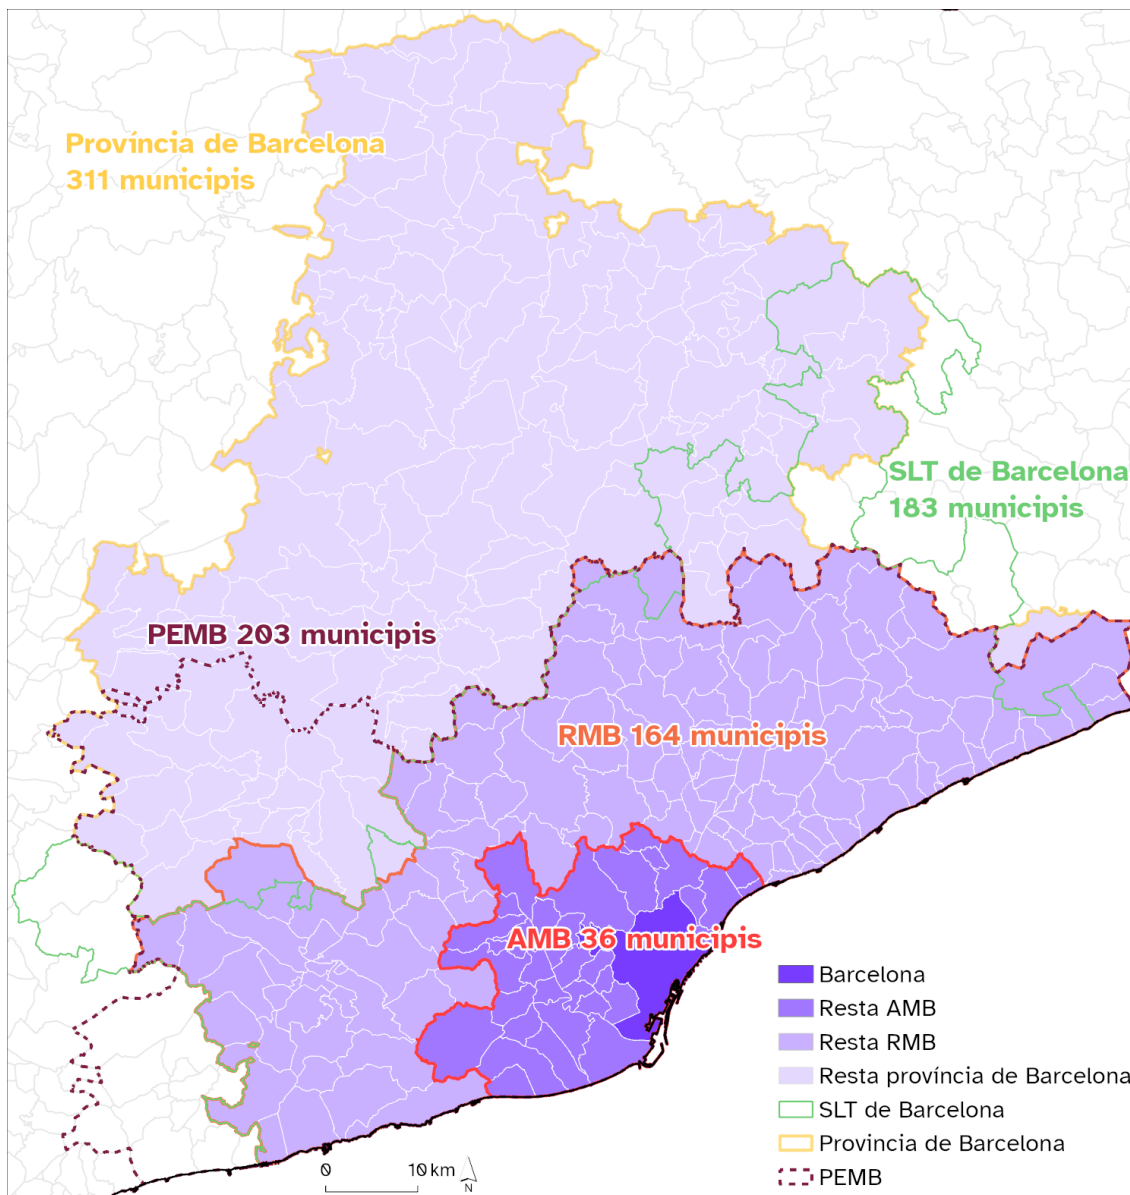 Província de Barcelona
311 municipis
SLT de Barcelona
183 municipis
PEMB 203 municipis
RMB 164 municipis
AMB 36 municipis
Barcelona
Resta AMB
Resta RMB
Resta província de Barcelona
SLT de Barcelona
Provincia de Barcelona
PEMB
0 10 km
N